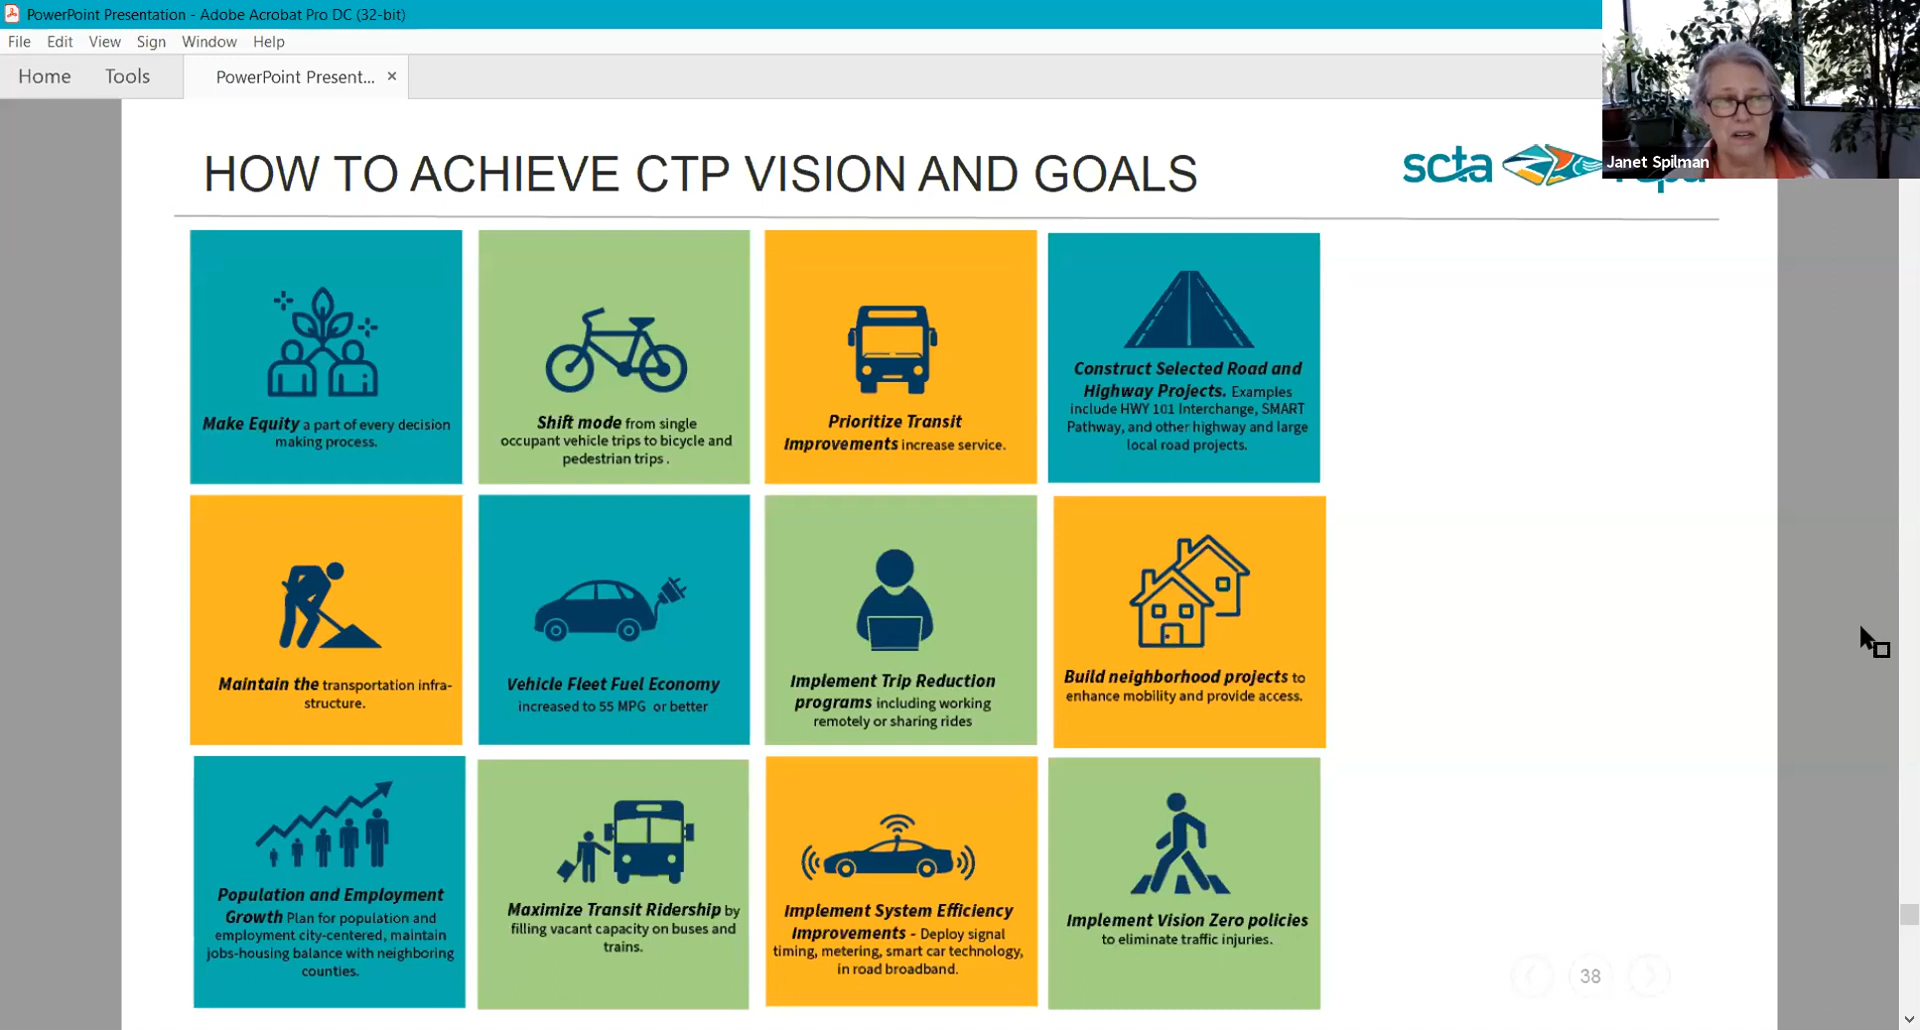 PowerPoint Presentation - Adobe Acrobat Pro DC (32-bit)
File Edit View Sign Window Help
Home Tools PowerPoint Present... ×
HOW TO ACHIEVE CTP VISION AND GOALS
scta
Janet Spilman
Make Equity a part of every decision
making process.
Shift mode from single
occupant vehicle trips to bicycle and
pedestrian trips .
Prioritize Transit
Improvements increase service.
Construct Selected Road and
Highway Projects. Examples
include HWY 101 Interchange, SMART
Pathway, and other highway and large
local road projects.
Maintain the transportation infra-
structure.
Vehicle Fleet Fuel Economy
increased to 55 MPG or better
Implement Trip Reduction
programs including working
remotely or sharing rides
Build neighborhood projects to
enhance mobility and provide access.
Population and Employment
Growth Plan for population and
employment city-centered, maintain
jobs-housing balance with neighboring
counties.
Maximize Transit Ridership by
filling vacant capacity on buses and
trains.
Implement System Efficiency
Improvements - Deploy signal
timing, metering, smart car technology,
in road broadband.
Implement Vision Zero policies
to eliminate traffic injuries.
38